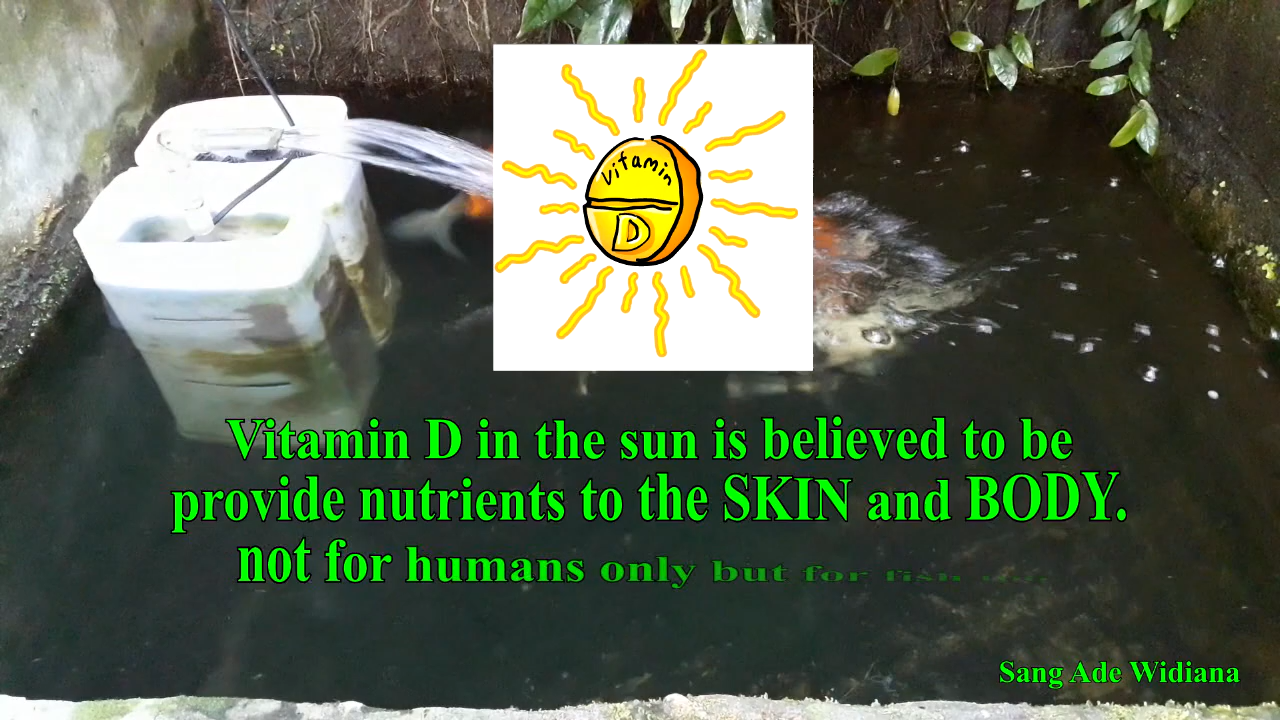 Vitamin
D
Vitamin D in the sun is believed to be
provide nutrients to the SKIN and BODY.
not for humans only but for fish
Sang Ade Widiana